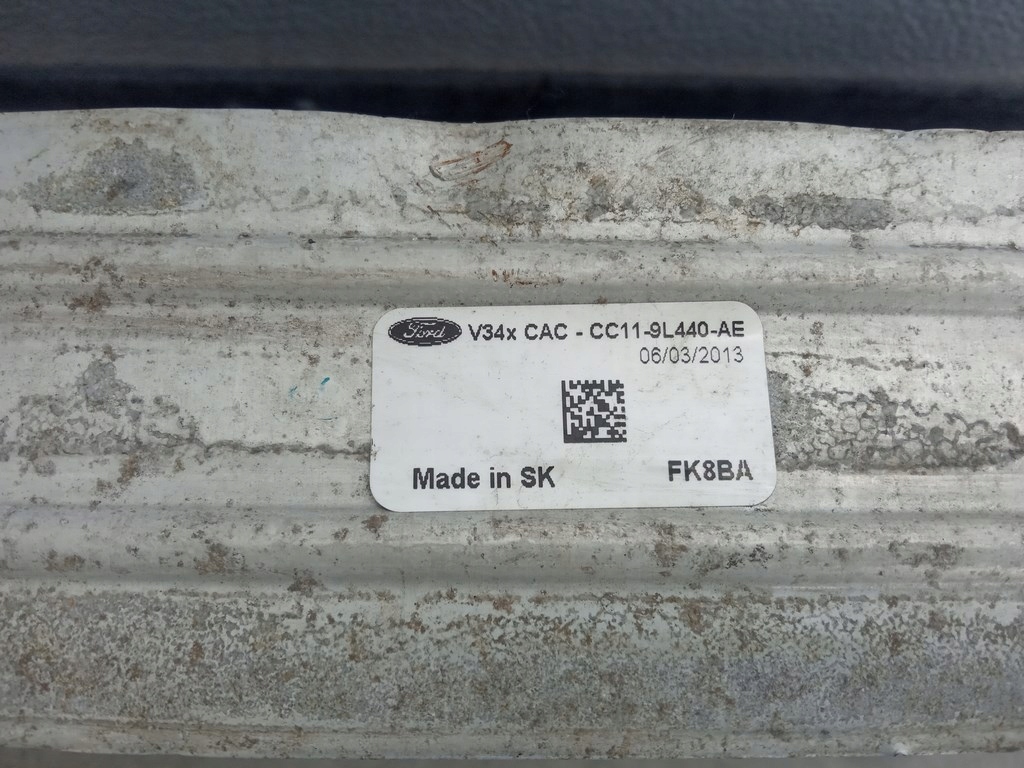 Ford V34x CAC - CC11-9L440-AE
06/03/2013
Made in SK FK8BA